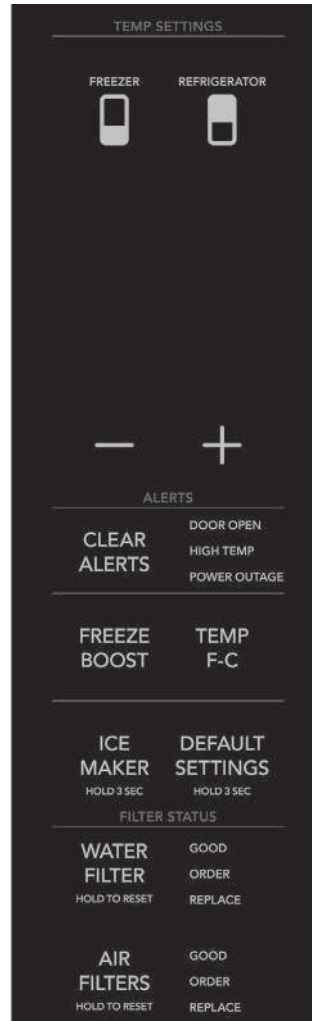 TEMP SETTINGS
FREEZER REFRIGERATOR
ALERTS
CLEAR
ALERTS
DOOR OPEN
HIGH TEMP
POWER OUTAGE
FREEZE
BOOST
TEMP
F-C
ICE
MAKER
HOLD 3 SEC
DEFAULT
SETTINGS
HOLD 3 SEC
FILTER STATUS
WATER
FILTER
HOLD TO RESET
GOOD
ORDER
REPLACE
AIR
FILTERS
HOLD TO RESET
GOOD
ORDER
REPLACE